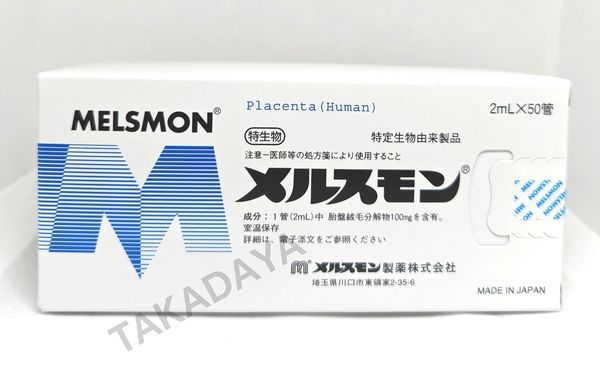 MELSMON®
Placenta (Human)
2mL×50管
特生物
特定生物由来製品
注意－医師等の処方箋により使用すること
メルスモン®
成分：1管(2mL)中 胎盤絨毛分解物100mgを含有。
室温保存
詳細は、電子添文をご参照ください
メルスモン製薬株式会社
埼玉県川口市東領家2-35-6
MADE IN JAPAN
MELSMON
MELSMON
TAKADAYA